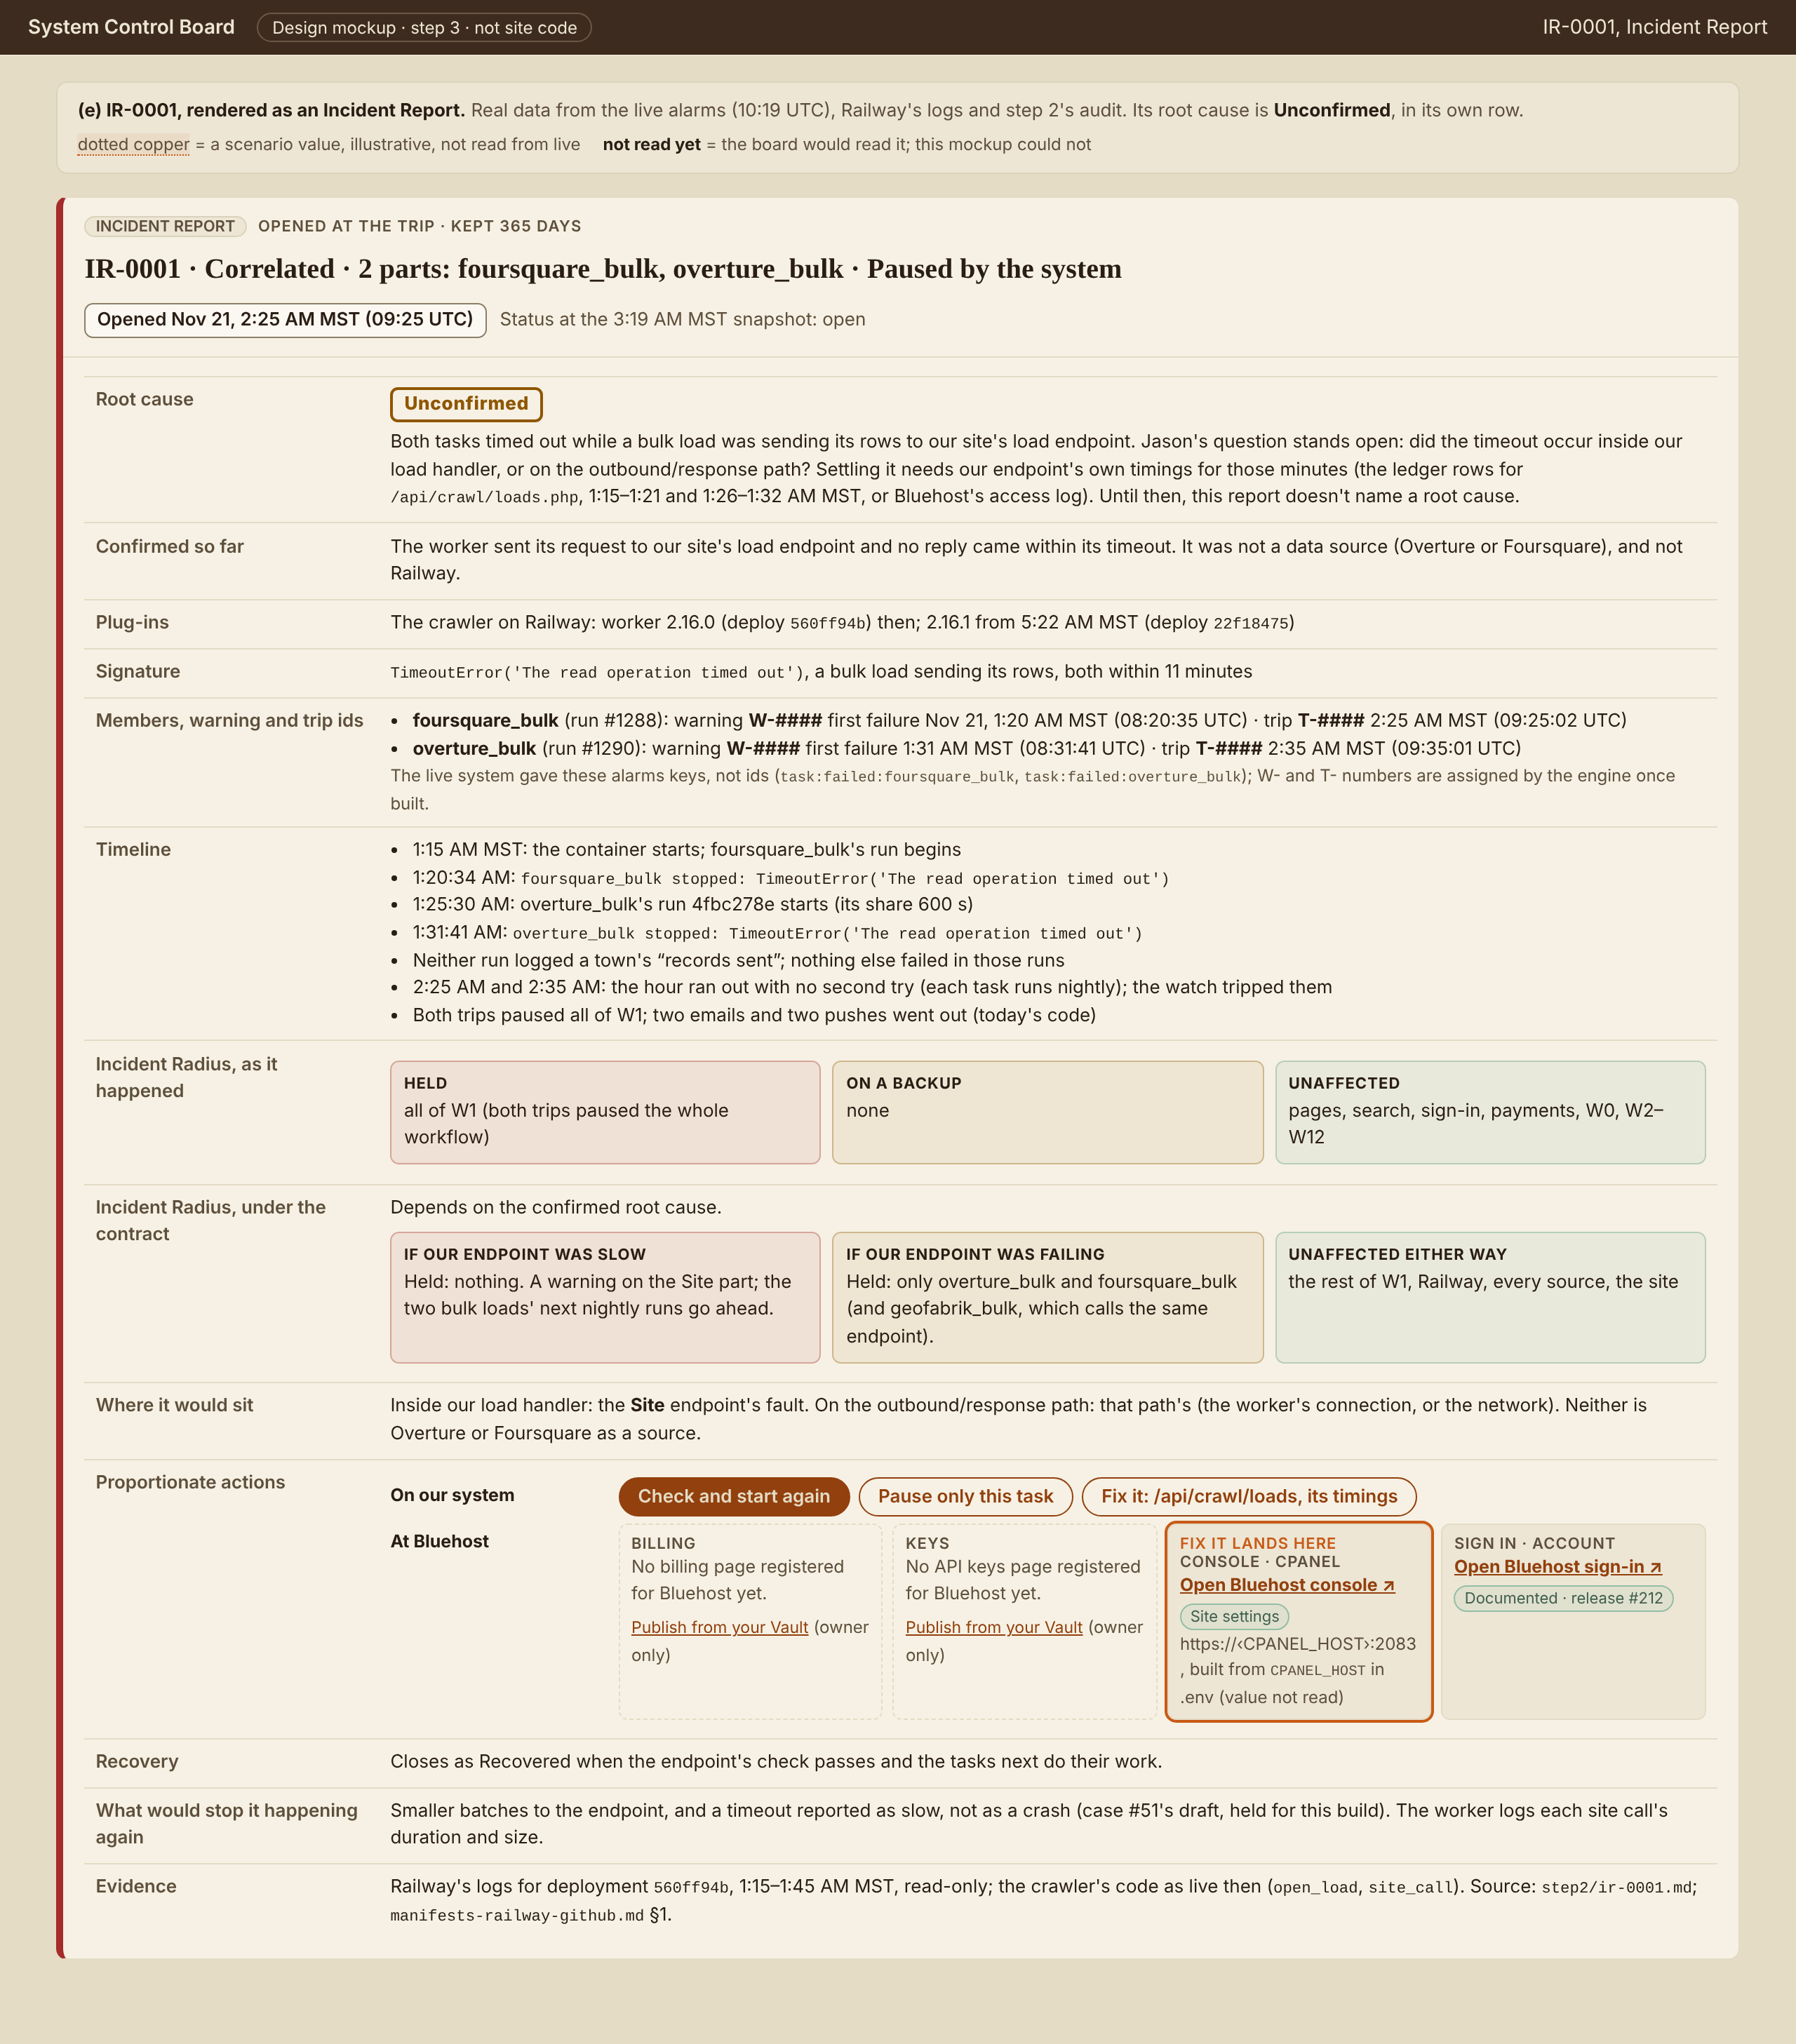 System Control Board
Design mockup · step 3 · not site code
IR-0001, Incident Report
(e) IR-0001, rendered as an Incident Report. Real data from the live alarms (10:19 UTC), Railway's logs and step 2's audit. Its root cause is Unconfirmed, in its own row.
dotted copper = a scenario value, illustrative, not read from live not read yet = the board would read it; this mockup could not
INCIDENT REPORT OPENED AT THE TRIP · KEPT 365 DAYS
IR-0001 · Correlated · 2 parts: foursquare_bulk, overture_bulk · Paused by the system
Opened Nov 21, 2:25 AM MST (09:25 UTC) Status at the 3:19 AM MST snapshot: open
Root cause
Unconfirmed
Both tasks timed out while a bulk load was sending its rows to our site's load endpoint. Jason's question stands open: did the timeout occur inside our
load handler, or on the outbound/response path? Settling it needs our endpoint's own timings for those minutes (the ledger rows for
/api/crawl/loads.php, 1:15–1:21 and 1:26–1:32 AM MST, or Bluehost's access log). Until then, this report doesn't name a root cause.
Confirmed so far
The worker sent its request to our site's load endpoint and no reply came within its timeout. It was not a data source (Overture or Foursquare), and not
Railway.
Plug-ins
The crawler on Railway: worker 2.16.0 (deploy 560ff94b) then; 2.16.1 from 5:22 AM MST (deploy 22f18475)
Signature
TimeoutError('The read operation timed out'), a bulk load sending its rows, both within 11 minutes
Members, warning and trip ids
• foursquare_bulk (run #1288): warning W-#### first failure Nov 21, 1:20 AM MST (08:20:35 UTC) · trip T-#### 2:25 AM MST (09:25:02 UTC)
• overture_bulk (run #1290): warning W-#### first failure 1:31 AM MST (08:31:41 UTC) · trip T-#### 2:35 AM MST (09:35:01 UTC)
The live system gave these alarms keys, not ids (task:failed:foursquare_bulk, task:failed:overture_bulk); W- and T- numbers are assigned by the engine once
built.
Timeline
• 1:15 AM MST: the container starts; foursquare_bulk's run begins
• 1:20:34 AM: foursquare_bulk stopped: TimeoutError('The read operation timed out')
• 1:25:30 AM: overture_bulk's run 4fbc278e starts (its share 600 s)
• 1:31:41 AM: overture_bulk stopped: TimeoutError('The read operation timed out')
• Neither run logged a town's “records sent”; nothing else failed in those runs
• 2:25 AM and 2:35 AM: the hour ran out with no second try (each task runs nightly); the watch tripped them
• Both trips paused all of W1; two emails and two pushes went out (today's code)
Incident Radius, as it
happened
HELD
all of W1 (both trips paused the whole
workflow)
ON A BACKUP
none
UNAFFECTED
pages, search, sign-in, payments, W0, W2–
W12
Incident Radius, under the
contract
Depends on the confirmed root cause.
IF OUR ENDPOINT WAS SLOW
Held: nothing. A warning on the Site part; the
two bulk loads' next nightly runs go ahead.
IF OUR ENDPOINT WAS FAILING
Held: only overture_bulk and foursquare_bulk
(and geofabrik_bulk, which calls the same
endpoint).
UNAFFECTED EITHER WAY
the rest of W1, Railway, every source, the site
Where it would sit
Inside our load handler: the Site endpoint's fault. On the outbound/response path: that path's (the worker's connection, or the network). Neither is
Overture or Foursquare as a source.
Proportionate actions
On our system
Check and start again
Pause only this task
Fix it: /api/crawl/loads, its timings
At Bluehost
BILLING
No billing page registered
for Bluehost yet.
Publish from your Vault (owner
only)
KEYS
No API keys page registered
for Bluehost yet.
Publish from your Vault (owner
only)
FIX IT LANDS HERE
CONSOLE · CPANEL
Open Bluehost console ↗
Site settings
https://‹CPANEL_HOST›:2083
, built from CPANEL_HOST in
.env (value not read)
SIGN IN · ACCOUNT
Open Bluehost sign-in ↗
Documented · release #212
Recovery
Closes as Recovered when the endpoint's check passes and the tasks next do their work.
What would stop it happening
again
Smaller batches to the endpoint, and a timeout reported as slow, not as a crash (case #51's draft, held for this build). The worker logs each site call's
duration and size.
Evidence
Railway's logs for deployment 560ff94b, 1:15–1:45 AM MST, read-only; the crawler's code as live then (open_load, site_call). Source: step2/ir-0001.md;
manifests-railway-github.md §1.